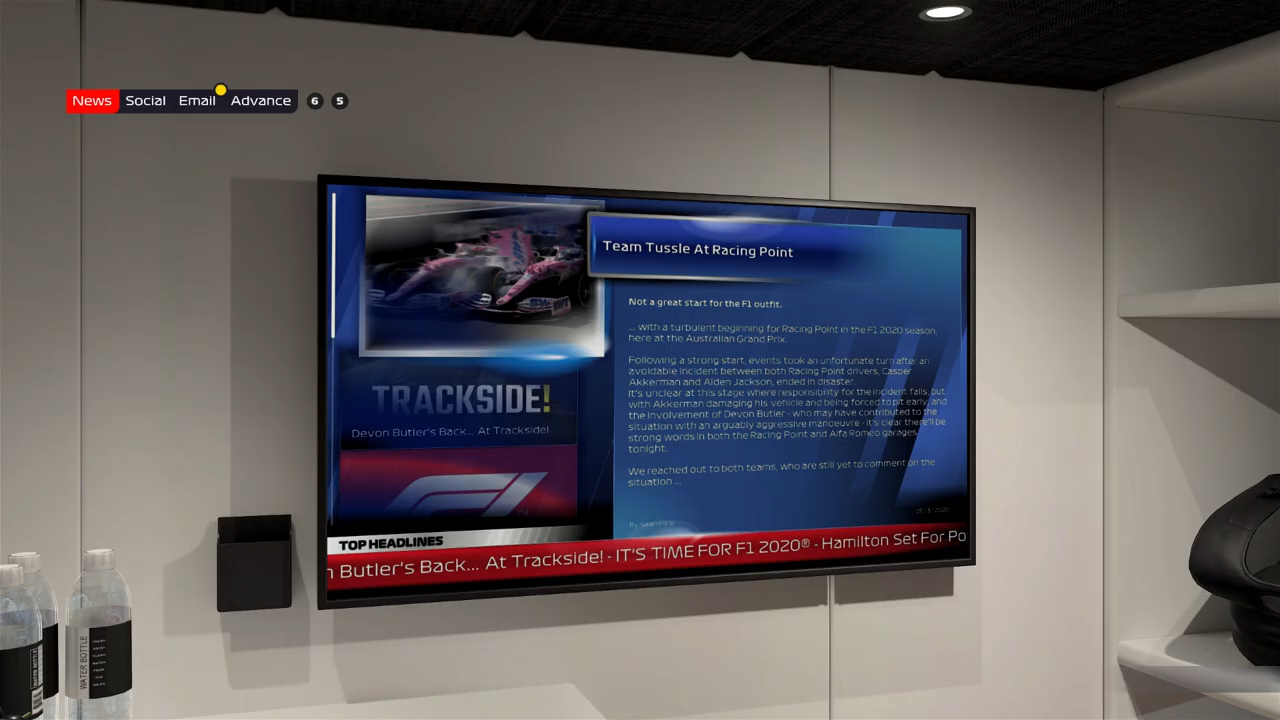 News Social Email Advance 6 5
Team Tussle At Racing Point
Not a great start for the F1 outfit.
... with a turbulent beginning for Racing Point in the F1 2020 season,
here at the Australian Grand Prix.
Following a strong start, events took an unfortunate turn after an
avoidable incident between both Racing Point drivers, Casper
Akkerman and Aiden Jackson, ended in disaster.
It's unclear at this stage where responsibility for the incident falls, but
with Akkerman damaging his vehicle and being forced to pit early, and
the involvement of Devon Butler - who may have contributed to the
situation with an arguably aggressive manoeuvre - it's clear there'll be
strong words in both the Racing Point and Alfa Romeo garages
tonight.
We reached out to both teams, who are still yet to comment on the
situation ...
TRACKSIDE!
Devon Butler's Back... At Trackside!
TOP HEADLINES
n Butler's Back... At Trackside! - IT'S TIME FOR F1 2020® - Hamilton Set For Po
WATER BOTTLE